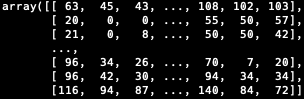 array([[ 63, 45, 43, ..., 108, 102, 103],
[ 20, 0, 0, ..., 55, 50, 57],
[ 21, 0, 8, ..., 50, 50, 42],
...,
[ 96, 34, 26, ..., 70, 7, 20],
[ 96, 42, 30, ..., 94, 34, 34],
[116, 94, 87, ..., 140, 84, 72]])